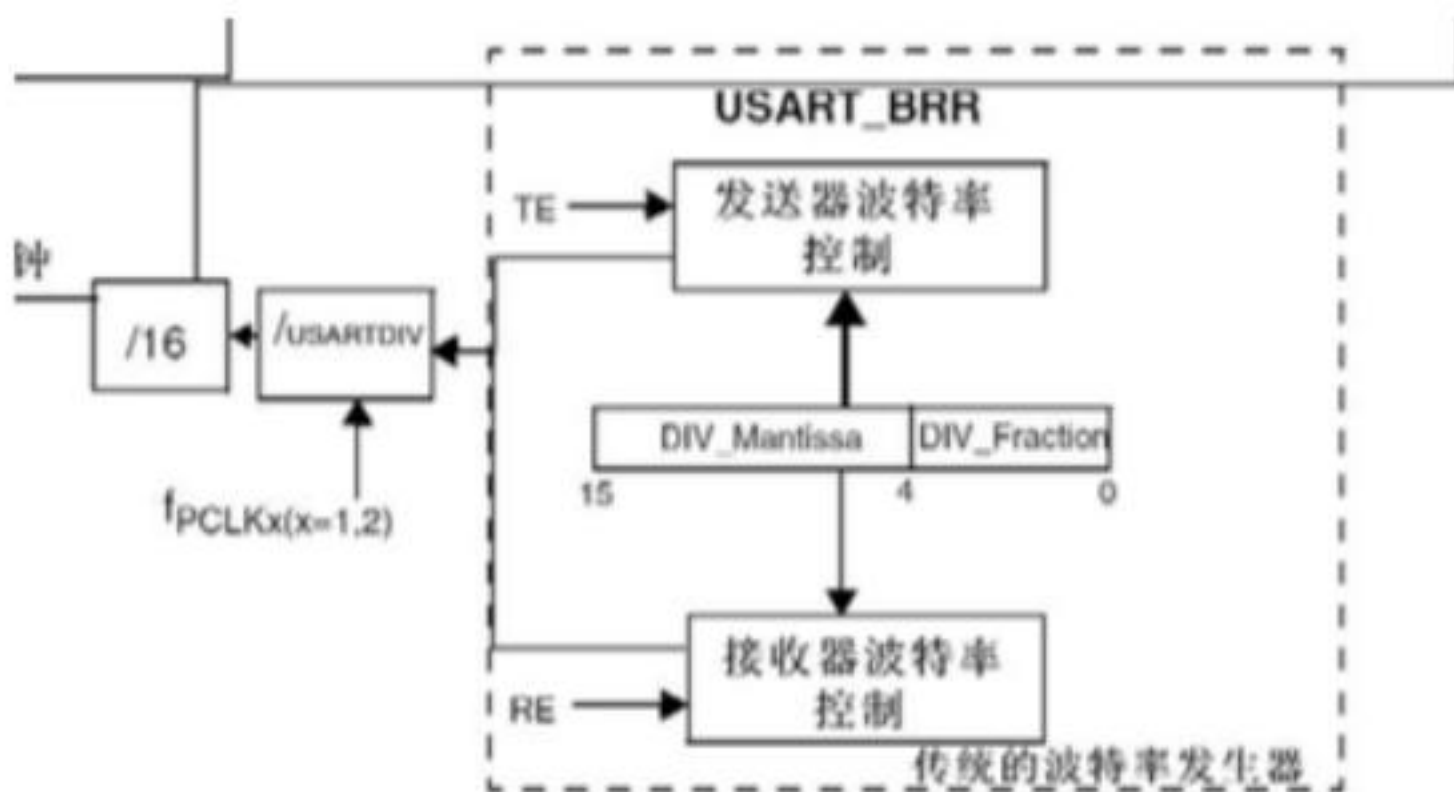 USART_BRR
TE
发送器波特率
控制
钟
/16
/USARTDIV
DIV_Mantissa
DIV_Fraction
15
4
0
fPCLKx(x=1,2)
接收器波特率
控制
RE
传统的波特率发生器